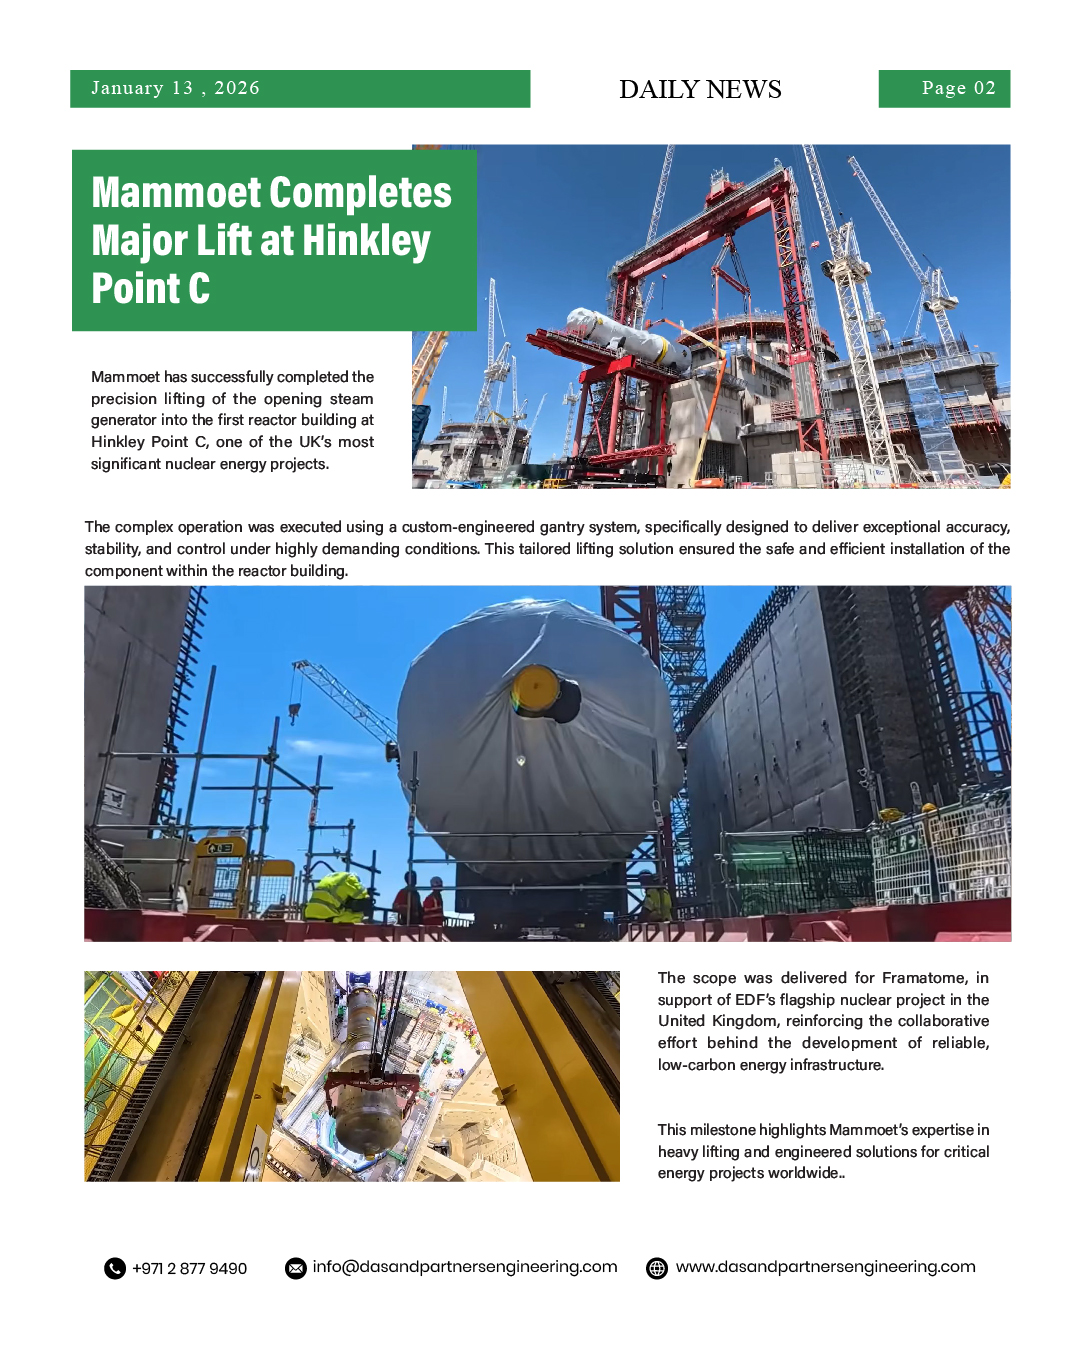 January 13 , 2026
DAILY NEWS
Page 02
Mammoet Completes
Major Lift at Hinkley
Point C
Mammoet has successfully completed the
precision lifting of the opening steam
generator into the first reactor building at
Hinkley Point C, one of the UK's most
significant nuclear energy projects.
The complex operation was executed using a custom-engineered gantry system, specifically designed to deliver exceptional accuracy,
stability, and control under highly demanding conditions. This tailored lifting solution ensured the safe and efficient installation of the
component within the reactor building.
The scope was delivered for Framatome, in
support of EDF's flagship nuclear project in the
United Kingdom, reinforcing the collaborative
effort behind the development of reliable,
low-carbon energy infrastructure.
This milestone highlights Mammoet's expertise in
heavy lifting and engineered solutions for critical
energy projects worldwide..
+971 2 877 9490
info@dasandpartnersengineering.com
www.dasandpartnersengineering.com